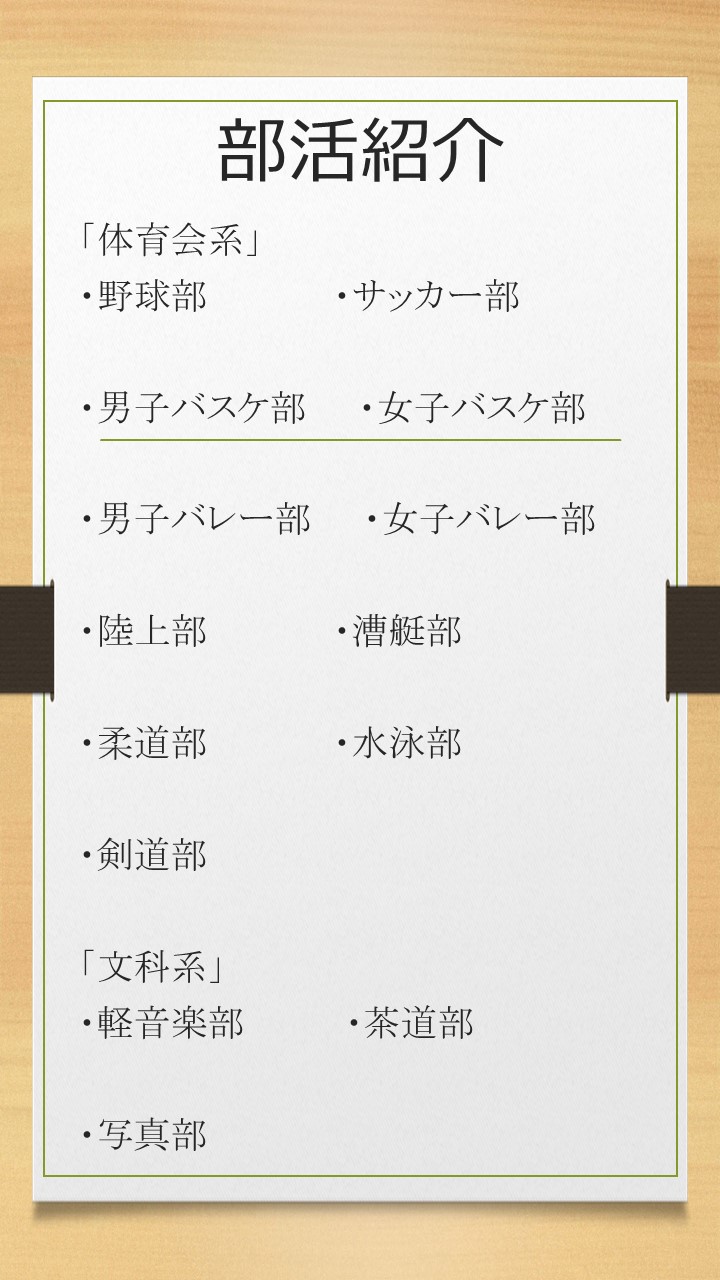 部活紹介
「体育会系」
・野球部　　　・サッカー部
・男子バスケ部　・女子バスケ部
・男子バレー部　・女子バレー部
・陸上部　　　・漕艇部
・柔道部　　　・水泳部
・剣道部
「文科系」
・軽音楽部　　　・茶道部
・写真部